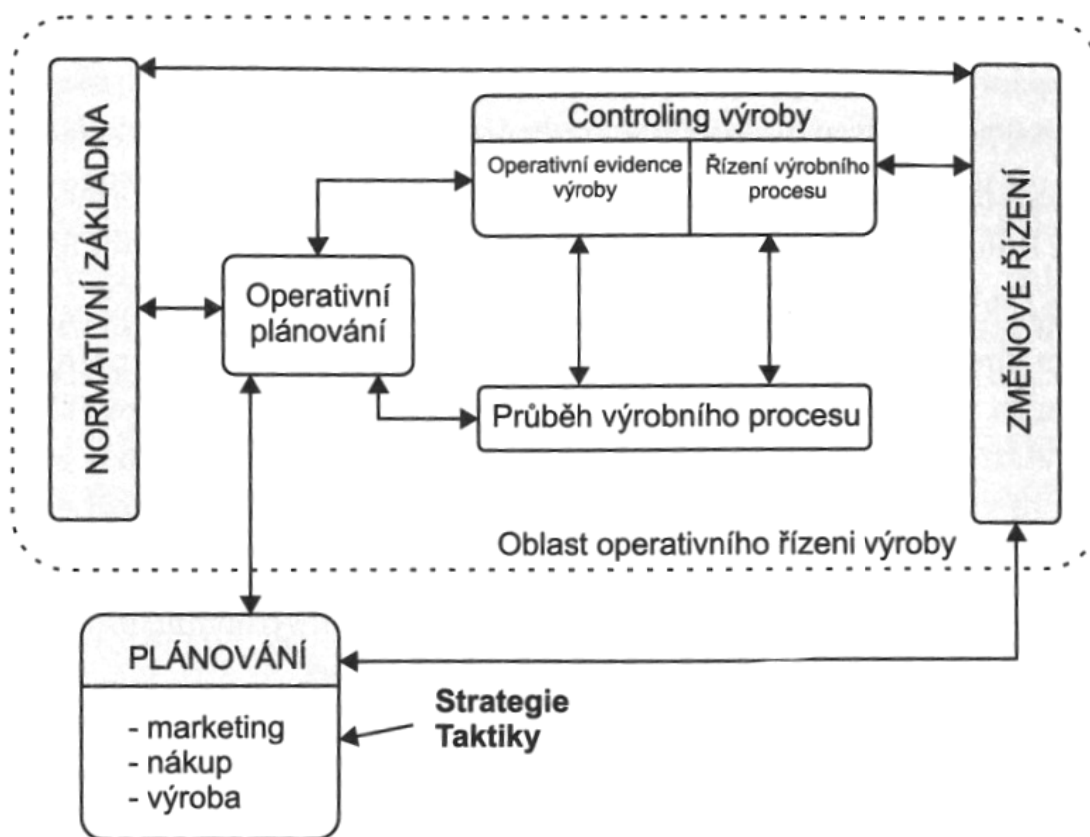 NORMATIVNÍ ZÁKLADNA
Controling výroby
Operativní evidence
výroby
Řízení výrobního
procesu
ZMĚNOVÉ ŘÍZENÍ
Operativní
plánování
Průběh výrobního procesu
Oblast operativního řízeni výroby
PLÁNOVÁNÍ
- marketing
- nákup
- výroba
Strategie
Taktiky